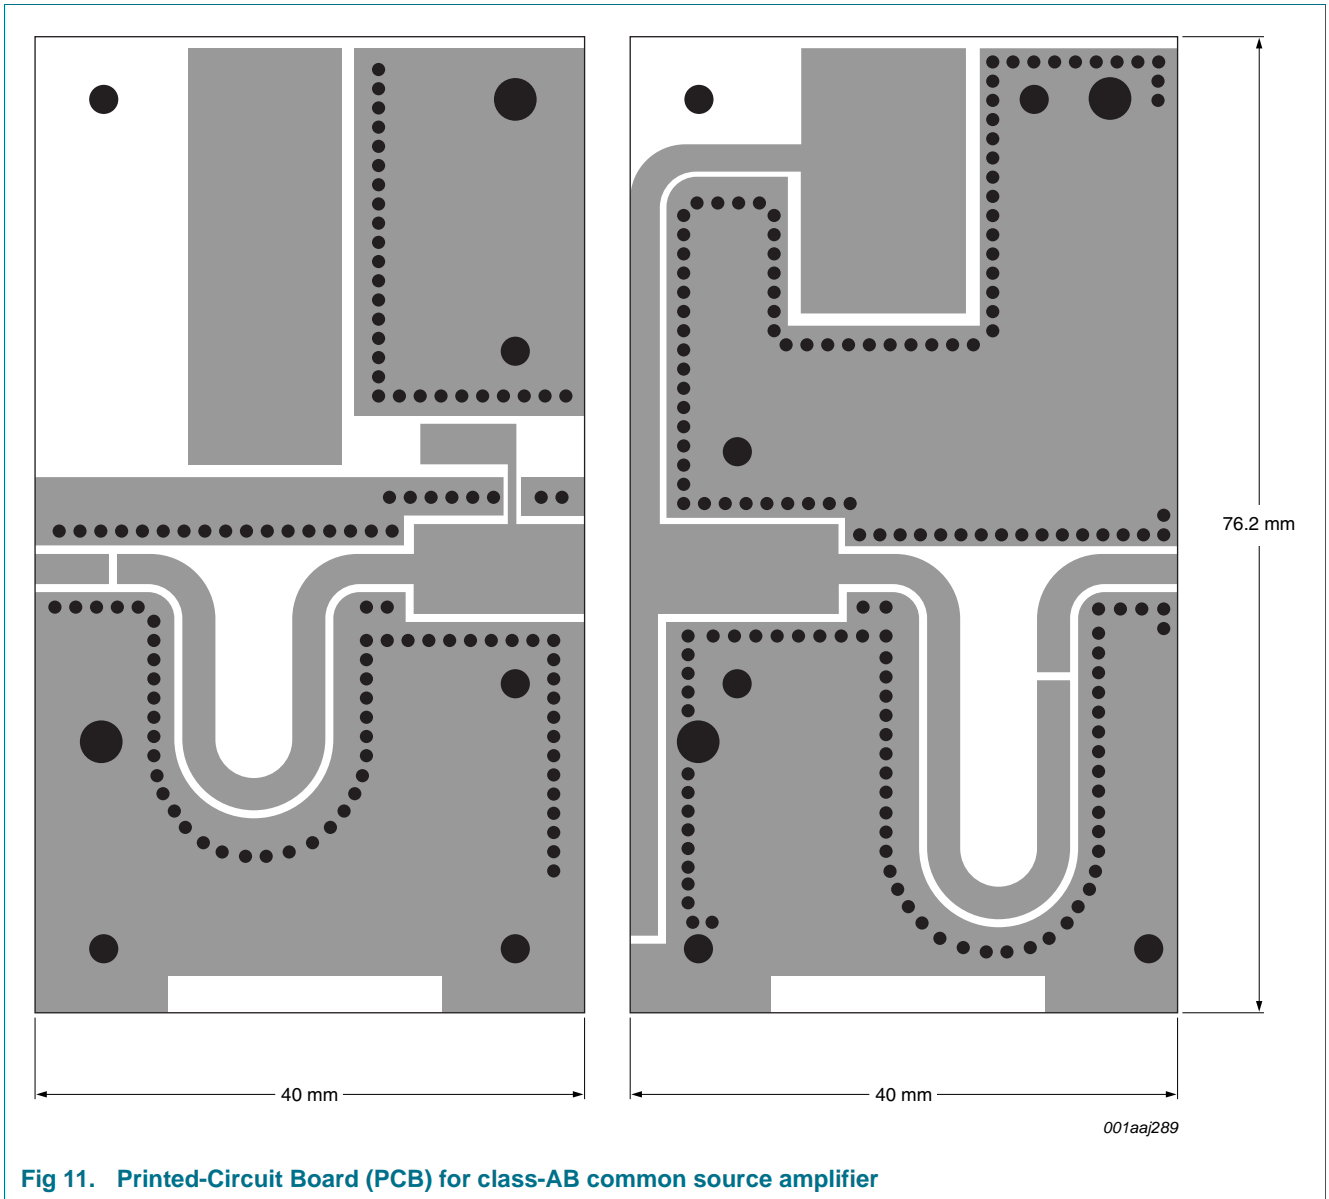 76.2 mm
40 mm
40 mm
001aaj289
Fig 11. Printed-Circuit Board (PCB) for class-AB common source amplifier